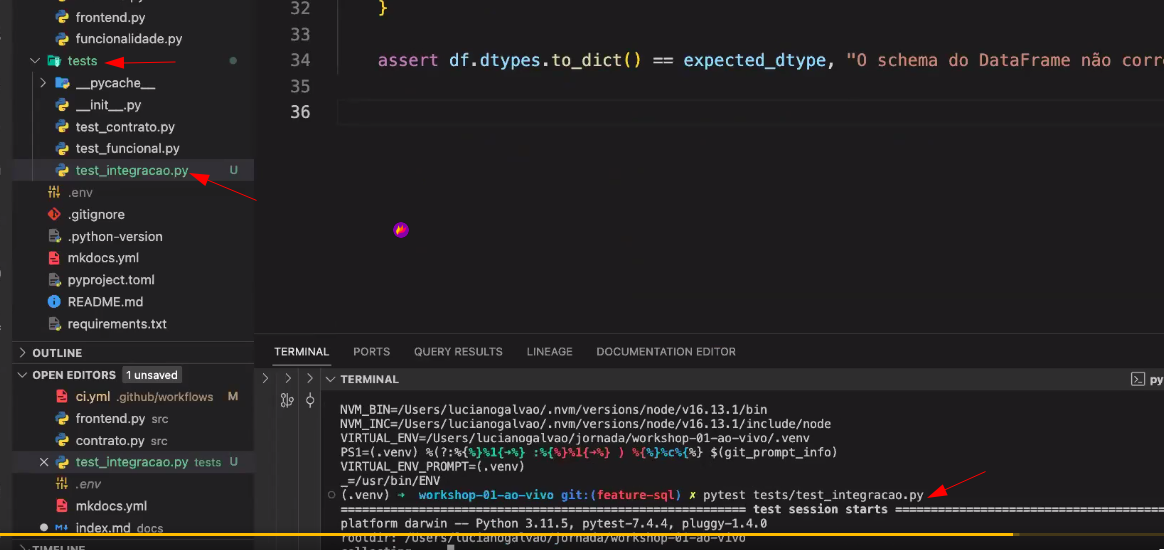 frontend.py
funcionalidade.py
tests
__pycache__
__init__.py
test_contrato.py
test_funcional.py
test_integracao.py U
.env
.gitignore
.python-version
mkdocs.yml
pyproject.toml
README.md
requirements.txt
OUTLINE
OPEN EDITORS 1 unsaved
ci.yml .github/workflows M
frontend.py src
contrato.py src
test_integracao.py tests U
.env
mkdocs.yml
index.md docs
TIMELINE
32 }
33
34 assert df.dtypes.to_dict() == expected_dtype, "O schema do DataFrame não corre
35
36
TERMINAL PORTS QUERY RESULTS LINEAGE DOCUMENTATION EDITOR
TERMINAL py
NVM_BIN=/Users/lucianogalvao/.nvm/versions/node/v16.13.1/bin
NVM_INC=/Users/lucianogalvao/.nvm/versions/node/v16.13.1/include/node
VIRTUAL_ENV=/Users/lucianogalvao/jornada/workshop-01-ao-vivo/.venv
PS1=(.venv) %(?:%{%}%1{➜%} :%{%}%1{➜%} ) %{%}%c%{%} $(git_prompt_info)
VIRTUAL_ENV_PROMPT=(.venv)
_=/usr/bin/ENV
(.venv) ➜ workshop-01-ao-vivo git:(feature-sql) ✗ pytest tests/test_integracao.py
test session starts
platform darwin -- Python 3.11.5, pytest-7.4.4, pluggy-1.4.0
rootdir: /Users/lucianogalvao/jornada/workshop-01-ao-vivo